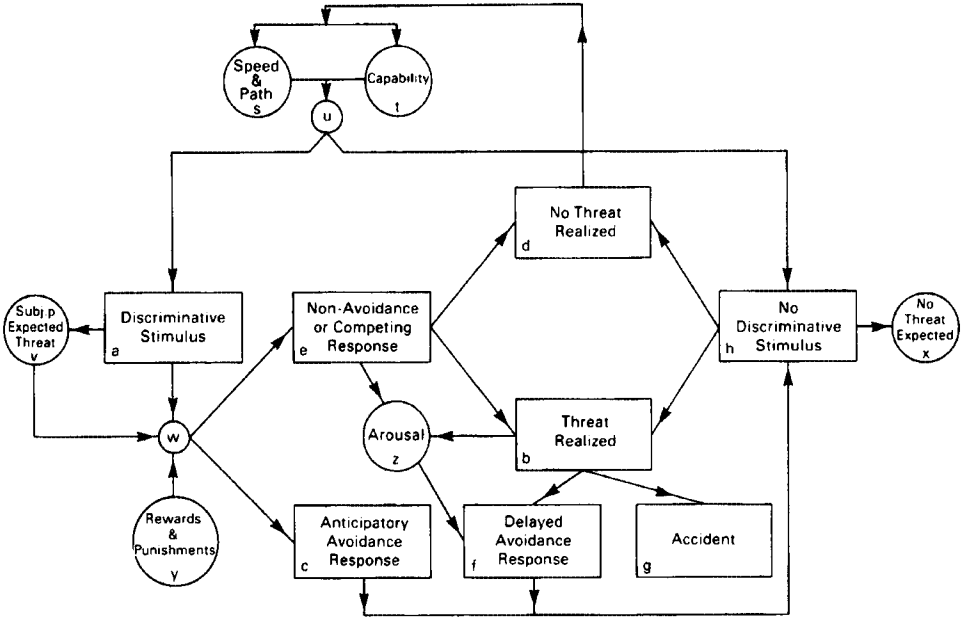 Speed
&
Path
s
Capability
t
u
No Threat
Realized
d
Subj.p
Expected
Threat
v
Discriminative
Stimulus
a
Non-Avoidance
or Competing
Response
e
No
Discriminative
Stimulus
h
No
Threat
Expected
x
w
Arousal
z
Threat
Realized
b
Rewards
&
Punishments
y
Anticipatory
Avoidance
Response
c
Delayed
Avoidance
Response
f
Accident
g